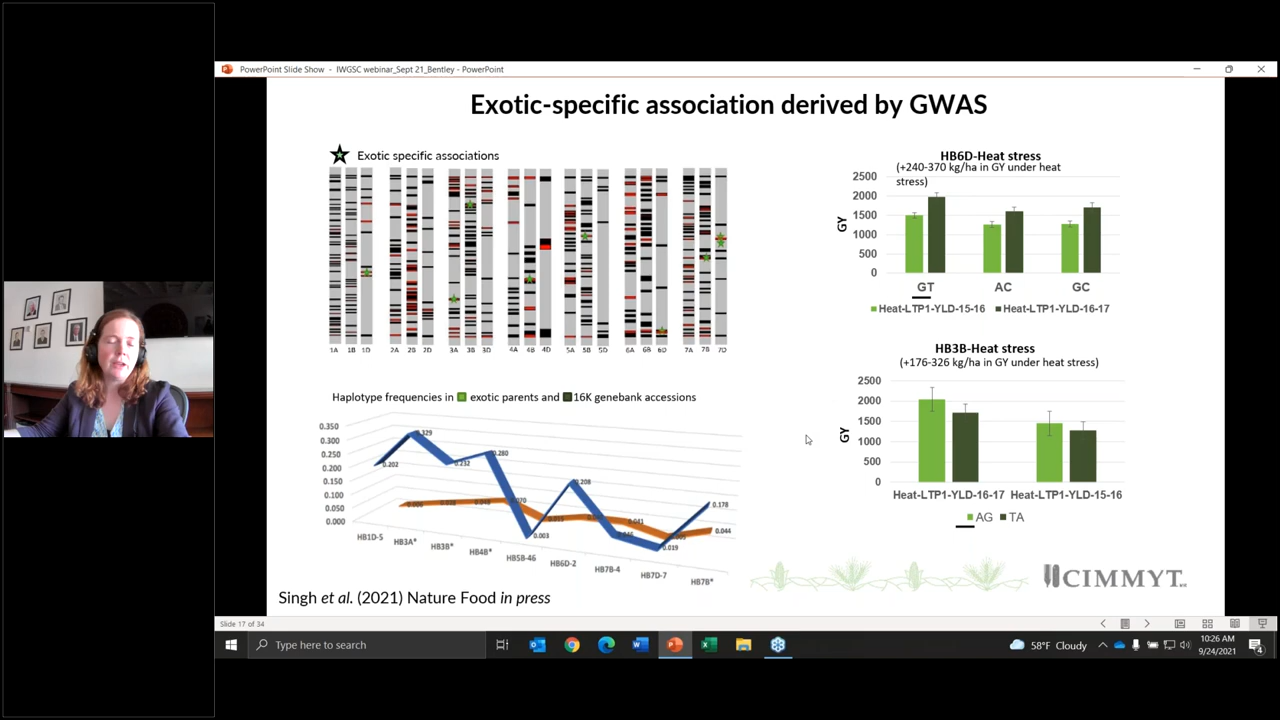 PowerPoint Slide Show - IWGSC webinar_Sept 21_Bentley - PowerPoint
Exotic-specific association derived by GWAS
Exotic specific associations
1A 1B 1D 2A 2B 2D 3A 3B 3D 4A 4B 4D 5A 5B 5D 6A 6B 6D 7A 7B 7D
Haplotype frequencies in exotic parents and 16K genebank accessions
0.350
0.300
0.250
0.200
0.150
0.100
0.050
0.000
0.202
0.329
0.232
0.280
0.003
0.208
0.019
0.178
0.070
0.041
0.044
HB1D-5
HB3A*
HB3B*
HB4B*
HB5B-46
HB6D-2
HB7B-4
HB7D-7
HB7B*
Singh et al. (2021) Nature Food in press
HB6D-Heat stress
(+240-370 kg/ha in GY under heat
stress)
GY
2500
2000
1500
1000
500
0
GT AC GC
Heat-LTP1-YLD-15-16 Heat-LTP1-YLD-16-17
HB3B-Heat stress
(+176-326 kg/ha in GY under heat stress)
GY
2500
2000
1500
1000
500
0
Heat-LTP1-YLD-16-17 Heat-LTP1-YLD-15-16
AG TA
CIMMYT
Slide 17 of 34
Type here to search
58°F Cloudy
10:26 AM
9/24/2021
4